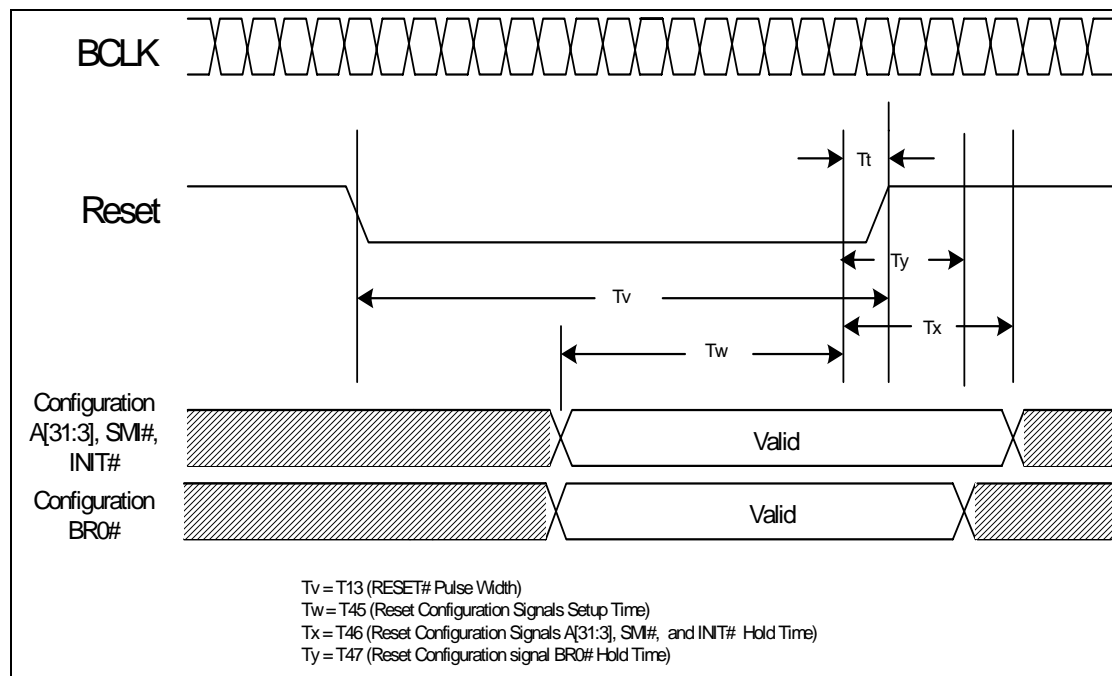 BCLK
Tt
Reset
Ty
Tv
Tx
Tw
Configuration
A[31:3], SMI#,
INIT#
Valid
Configuration
BR0#
Valid
Tv = T13 (RESET# Pulse Width)
Tw = T45 (Reset Configuration Signals Setup Time)
Tx = T46 (Reset Configuration Signals A[31:3], SMI#, and INIT# Hold Time)
Ty = T47 (Reset Configuration signal BR0# Hold Time)